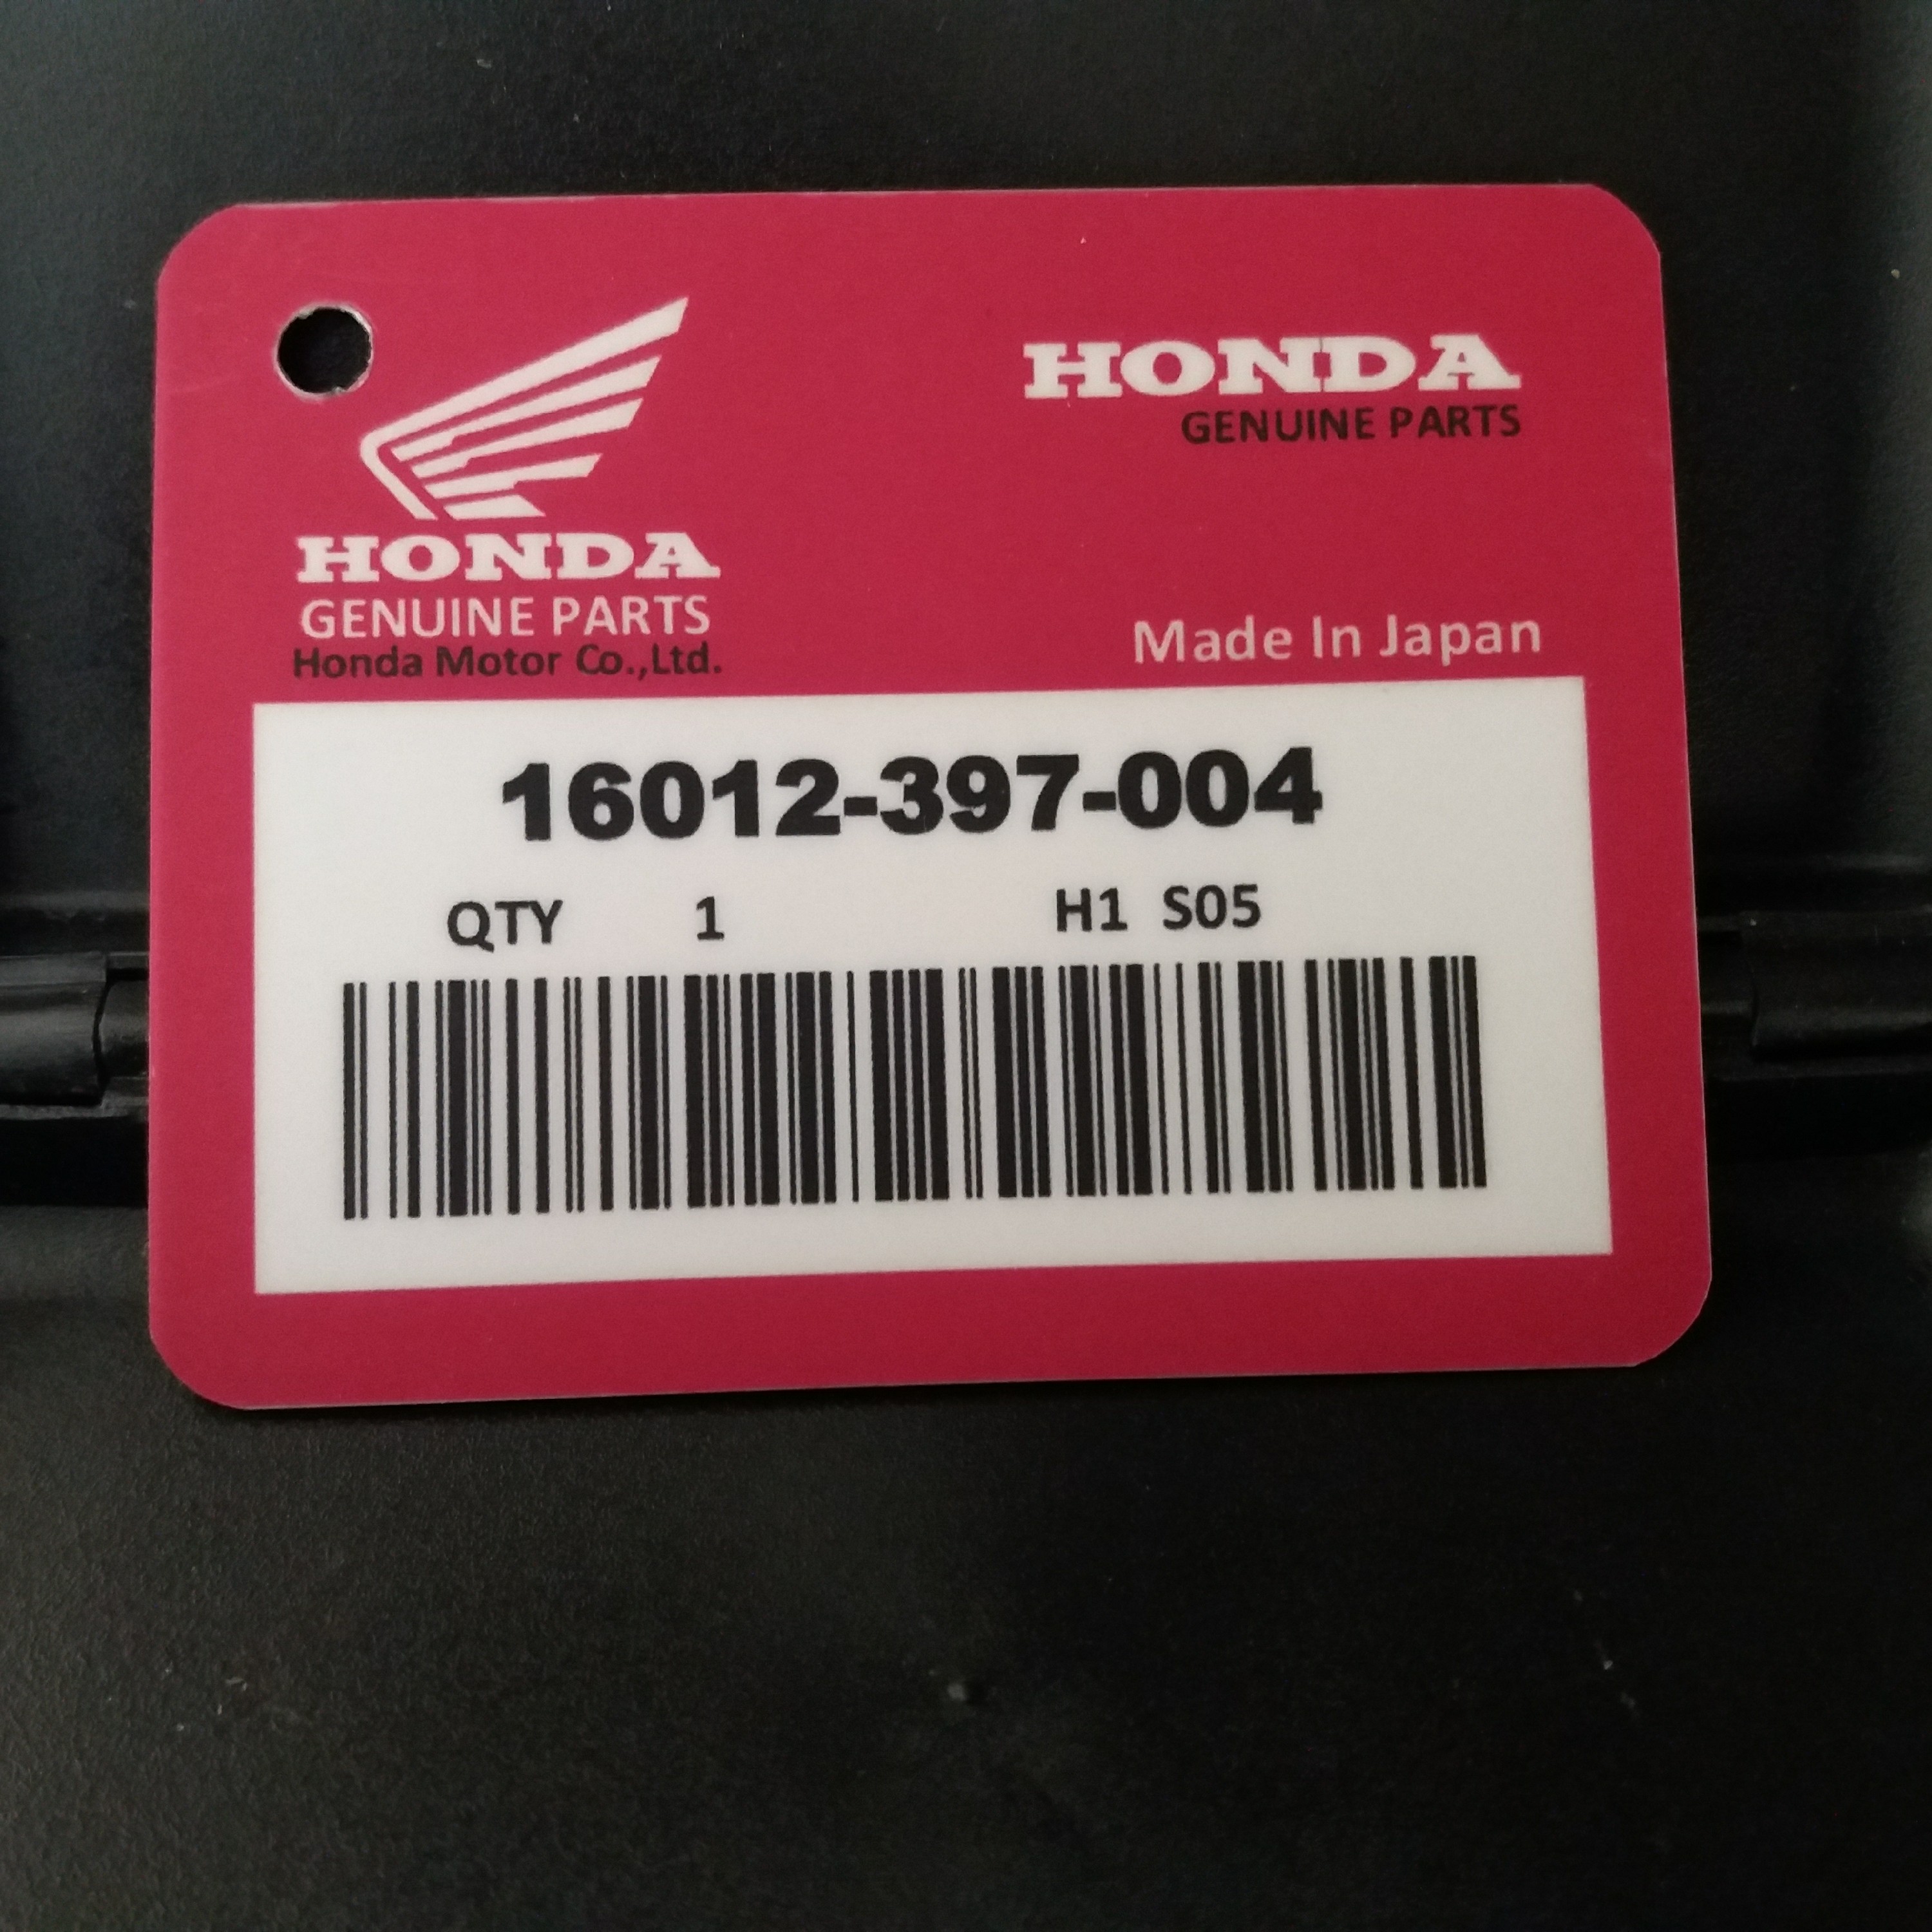 HONDA
GENUINE PARTS
Honda Motor Co.,Ltd.
HONDA
GENUINE PARTS
Made In Japan
16012-397-004
QTY 1 H1 S05